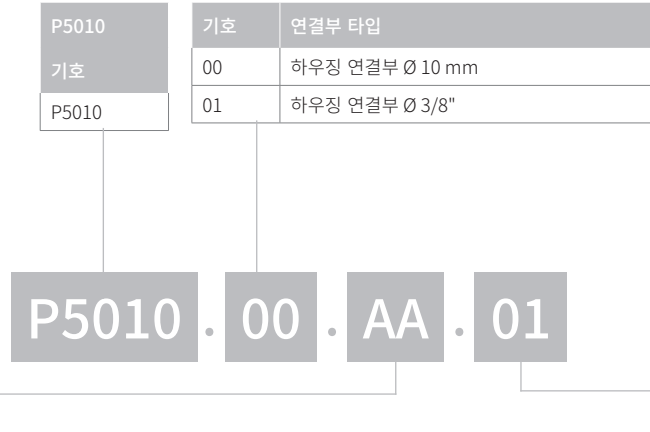 P5010
기호
P5010
기호 연결부 타입
00 하우징 연결부 Ø 10 mm
01 하우징 연결부 Ø 3/8"
P5010 . 00 . AA . 01